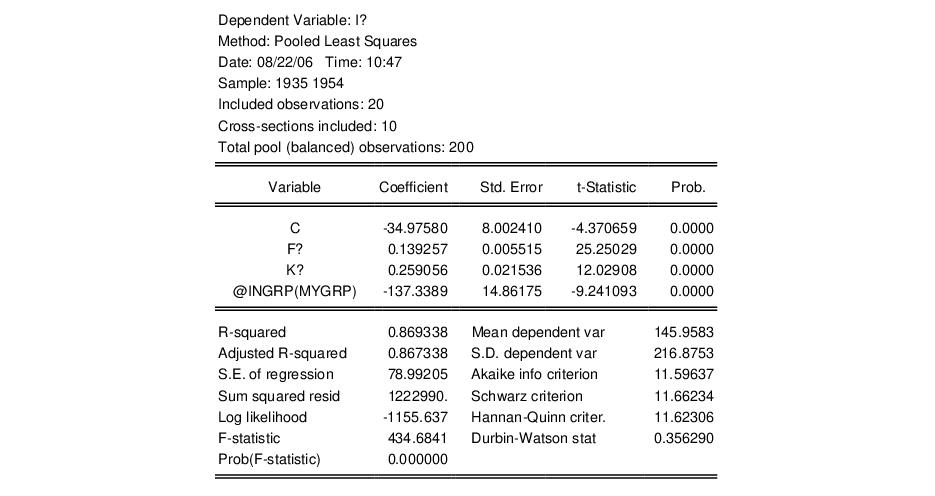 Dependent Variable: I?
Method: Pooled Least Squares
Date: 08/22/06 Time: 10:47
Sample: 1935 1954
Included observations: 20
Cross-sections included: 10
Total pool (balanced) observations: 200
Variable Coefficient Std. Error t-Statistic Prob.
C -34.97580 8.002410 -4.370659 0.0000
F? 0.139257 0.005515 25.25029 0.0000
K? 0.259056 0.021536 12.02908 0.0000
@INGRP(MYGRP) -137.3389 14.86175 -9.241093 0.0000
R-squared 0.869338 Mean dependent var 145.9583
Adjusted R-squared 0.867338 S.D. dependent var 216.8753
S.E. of regression 78.99205 Akaike info criterion 11.59637
Sum squared resid 1222990. Schwarz criterion 11.66234
Log likelihood -1155.637 Hannan-Quinn criter. 11.62306
F-statistic 434.6841 Durbin-Watson stat 0.356290
Prob(F-statistic) 0.000000